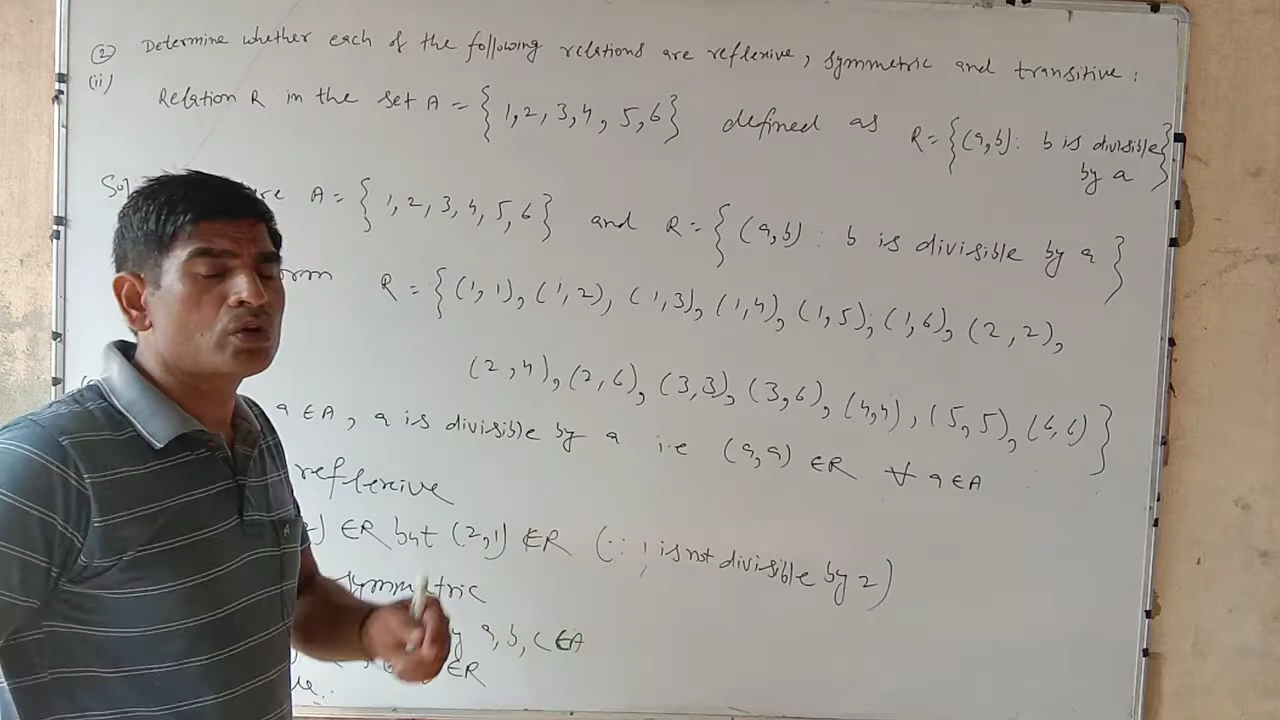 ② Determine whether each of the following relations are reflexive, symmetric and transitive :
(ii) Relation R in the set A = { 1, 2, 3, 4, 5, 6 } defined as R = { (a, b) : b is divisible by a }
A = { 1, 2, 3, 4, 5, 6 } and R = { (a, b) : b is divisible by a }
R = { (1, 1), (1, 2), (1, 3), (1, 4), (1, 5), (1, 6), (2, 2),
(2, 4), (2, 6), (3, 3), (3, 6), (4, 4), (5, 5), (6, 6) }
a ∈ A, a is divisible by a i.e (a, a) ∈ R ∀ a ∈ A
reflexive
∈ R but (2, 1) ∉ R (∵ 1 is not divisible by 2)
symmetric
a, b, c ∈ A
∈ R